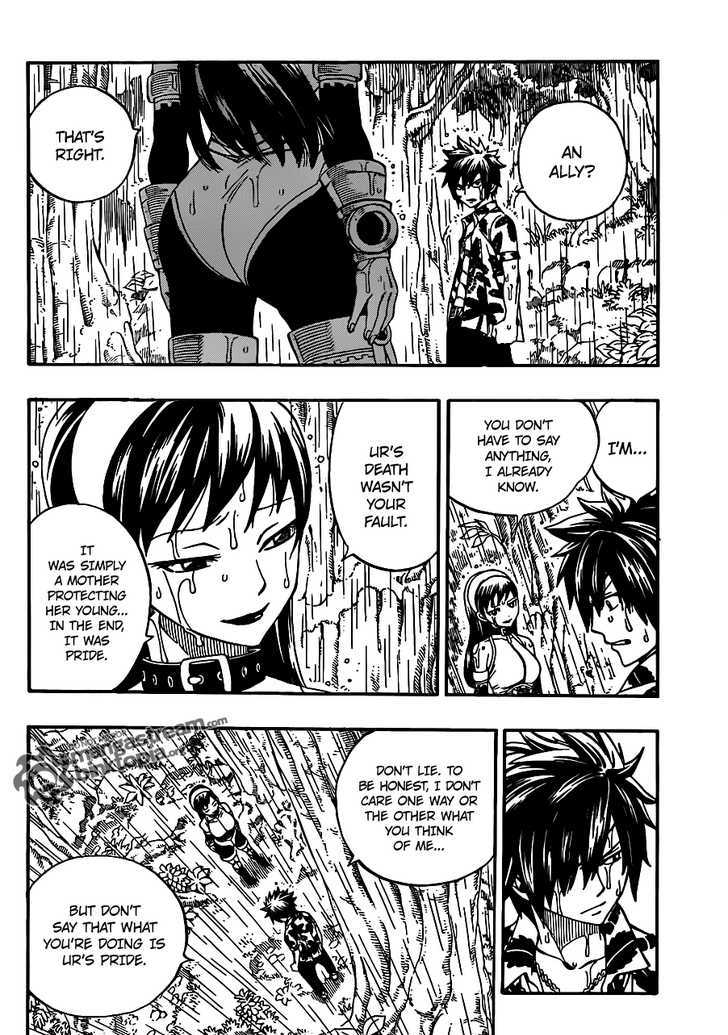 AN
ALLY?
THAT'S
RIGHT.
I'M...
YOU DON'T
HAVE TO SAY
ANYTHING,
I ALREADY
KNOW.
UR'S
DEATH
WASN'T
YOUR
FAULT.
IT
WAS SIMPLY
A MOTHER
PROTECTING
HER YOUNG...
IN THE END,
IT WAS
PRIDE.
DON'T LIE. TO
BE HONEST, I DON'T
CARE ONE WAY OR
THE OTHER WHAT
YOU THINK
OF ME...
mangastream.com
BUT DON'T
SAY THAT WHAT
YOU'RE DOING IS
UR'S PRIDE.